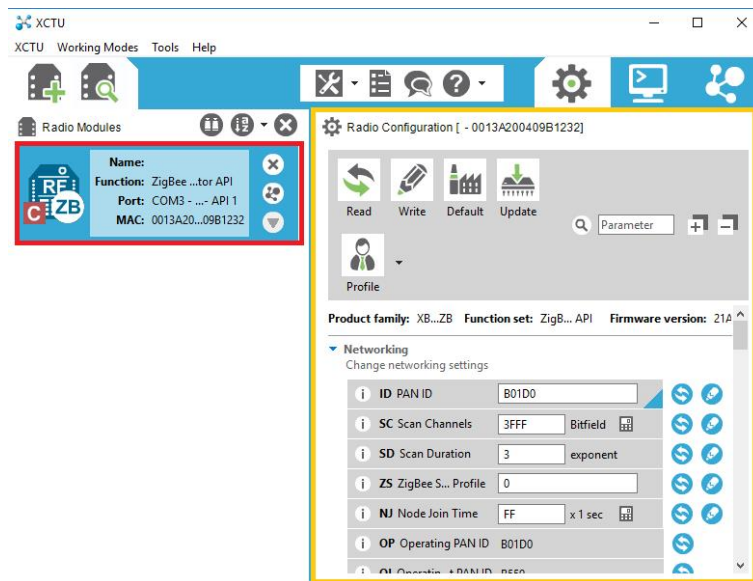 XCTU
XCTU Working Modes Tools Help
Radio Modules
Name:
Function: ZigBee ...tor API
Port: COM3 - ...- API 1
MAC: 0013A20...09B1232
RF
ZB
C
Radio Configuration [ - 0013A200409B1232]
Read Write Default Update
Parameter
Profile
Product family: XB...ZB Function set: ZigB... API Firmware version: 21A
Networking
Change networking settings
i ID PAN ID B01D0
i SC Scan Channels 3FFF Bitfield
i SD Scan Duration 3 exponent
i ZS ZigBee S... Profile 0
i NJ Node Join Time FF x 1 sec
i OP Operating PAN ID B01D0